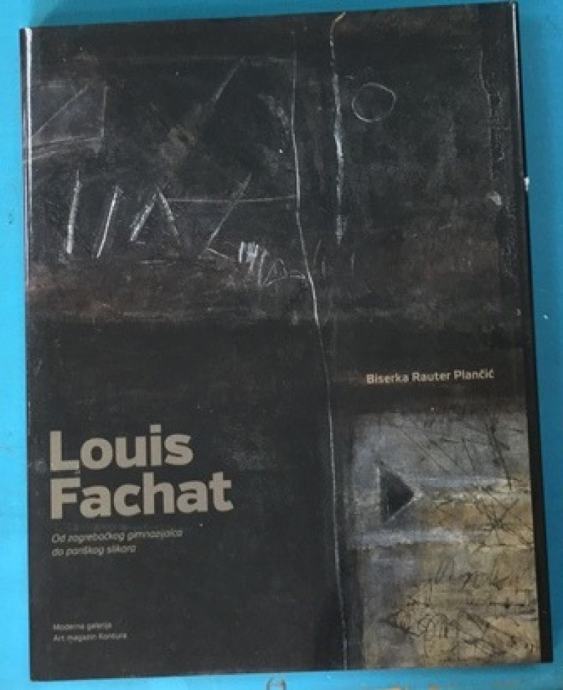 Biserka Rauter Plančić
Louis
Fachat
Od zagrebačkog gimnazijalca
do pariškog slikara
Moderna galerija
Art magazin Kontura